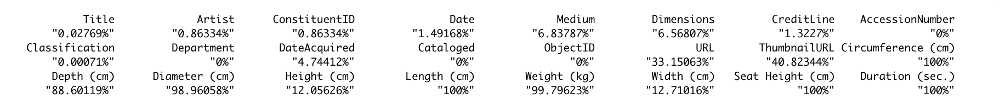 Title Artist ConstituentID Date Medium Dimensions CreditLine AccessionNumber
"0.02769%" "0.86334%" "0.86334%" "1.49168%" "6.83787%" "6.56807%" "1.3227%" "0%"
Classification Department DateAcquired Cataloged ObjectID URL ThumbnailURL Circumference (cm)
"0.00071%" "0%" "4.74412%" "0%" "0%" "33.15063%" "40.82344%" "100%"
Depth (cm) Diameter (cm) Height (cm) Length (cm) Weight (kg) Width (cm) Seat Height (cm) Duration (sec.)
"88.60119%" "98.96058%" "12.05626%" "100%" "99.79623%" "12.71016%" "100%" "100%"